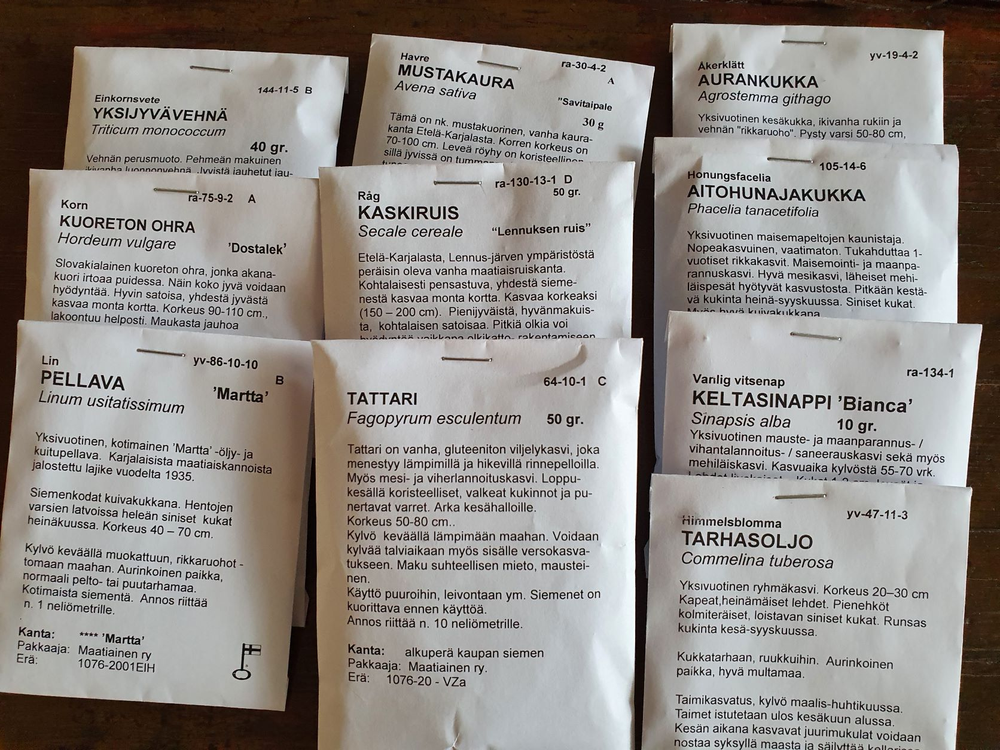 144-11-5 B
Einkornsvete
YKSIJYVÄVEHNÄ
Triticum monococcum
40 gr.
Vehnän perusmuoto. Pehmeän makuinen
ikivanha luonnonvehnä. Jyvistä jauhetut jau-
Havre
ra-30-4-2
MUSTAKAURA
A
Avena sativa
"Savitaipale
30 g
Tämä on nk. mustakuorinen, vanha kaura-
kanta Etelä-Karjalasta. Korren korkeus on
70-100 cm. Leveä röyhy on koristeellinen
sillä jyvissä on
yv-19-4-2
Åkerklätt
AURANKUKKA
Agrostemma githago
Yksivuotinen kesäkukka, ikivanha rukiin ja
vehnän "rikkaruoho". Pysty varsi 50-80 cm,
ra-75-9-2 A
Korn
KUORETON OHRA
Hordeum vulgare
'Dostalek'
Slovakialainen kuoreton ohra, jonka akana-
kuori irtoaa puidessa. Näin koko jyvä voidaan
hyödyntää. Hyvin satoisa, yhdestä jyvästä
kasvaa monta kortta. Korkeus 90-110 cm.,
lakoontuu helposti. Maukasta jauhoa
ra-130-13-1 D
50 gr.
Råg
KASKIRUIS
Secale cereale
“Lennuksen ruis”
Etelä-Karjalasta, Lennus-järven ympäristöstä
peräisin oleva vanha maatiaisruiskanta.
Kohtalaisesti pensastuva, yhdestä sieme-
nestä kasvaa monta kortta. Kasvaa korkeaksi
(150 – 200 cm). Pienijyväistä, hyvänmakuis-
ta, kohtalaisen satoisaa. Pitkiä olkia voi
hyödyntää vaikkapa olkikatto- rakentamiseen
105-14-6
Honungsfacelia
AITOHUNAJAKUKKA
Phacelia tanacetifolia
Yksivuotinen maisemapeltojen kaunistaja.
Nopeakasvuinen, vaatimaton. Tukahduttaa 1-
vuotiset rikkakasvit. Maisemointi- ja maanpa-
rannuskasvi. Hyvä mesikasvi, läheiset mehi-
läispesät hyötyvät kasvustosta. Pitkään kestä-
vä kukinta heinä-syyskuussa. Siniset kukat.
Myös hyvä kuivakukkana
Lin
yv-86-10-10
PELLAVA
B
'Martta'
Linum usitatissimum
Yksivuotinen, kotimainen 'Martta' -öljy- ja
kuitupellava. Karjalaisista maatiaiskannoista
jalostettu lajike vuodelta 1935.
Siemenkodat kuivakukkana. Hentojen
varsien latvoissa heleän siniset kukat
heinäkuussa. Korkeus 40 – 70 cm.
Kylvö keväällä muokattuun, rikkaruohot -
tomaan maahan. Aurinkoinen paikka,
normaali pelto- tai puutarhamaa.
Kotimaista siementä. Annos riittää
n. 1 neliömetrille.
.
Kanta: **** 'Martta'
Pakkaaja: Maatiainen ry
Erä: 1076-2001EIH
64-10-1 C
TATTARI
Fagopyrum esculentum 50 gr.
Tattari on vanha, gluteeniton viljelykasvi, joka
menestyy lämpimillä ja hikevillä rinnepelloilla.
Myös mesi- ja viherlannoituskasvi. Loppu-
kesällä koristeelliset, valkeat kukinnot ja pu-
nertavat varret. Arka kesähalloille.
Korkeus 50-80 cm..
Kylvö keväällä lämpimään maahan. Voidaan
kylvää talviaikaan myös sisälle versokasva-
tukseen. Maku suhteellisen mieto, maustei-
nen.
Käyttö puuroihin, leivontaan ym. Siemenet on
kuorittava ennen käyttöä.
Annos riittää n. 10 neliömetrille.
Kanta: alkuperä kaupan siemen
Pakkaaja: Maatiainen ry.
Erä: 1076-20 - VZa
ra-134-1
Vanlig vitsenap
KELTASINAPPI 'Bianca'
Sinapsis alba
10 gr.
Yksivuotinen mauste- ja maanparannus- /
vihantalannoitus- / saneerauskasvi sekä myös
mehiläiskasvi. Kasvuaika kylvöstä 55-70 vrk.
yv-47-11-3
Himmelsblomma
TARHASOLJO
Commelina tuberosa
Yksivuotinen ryhmäkasvi. Korkeus 20–30 cm
Kapeat,heinämäiset lehdet. Pienehköt
kolmiteräiset, loistavan siniset kukat. Runsas
kukinta kesä-syyskuussa.
Kukkatarhaan, ruukkuihin. Aurinkoinen
paikka, hyvä multamaa.
Taimikasvatus, kylvö maalis-huhtikuussa.
Taimet istutetaan ulos kesäkuun alussa.
Kesän aikana kasvavat juurimukulat voidaan
nostaa syksyllä maasta ja säilyttää